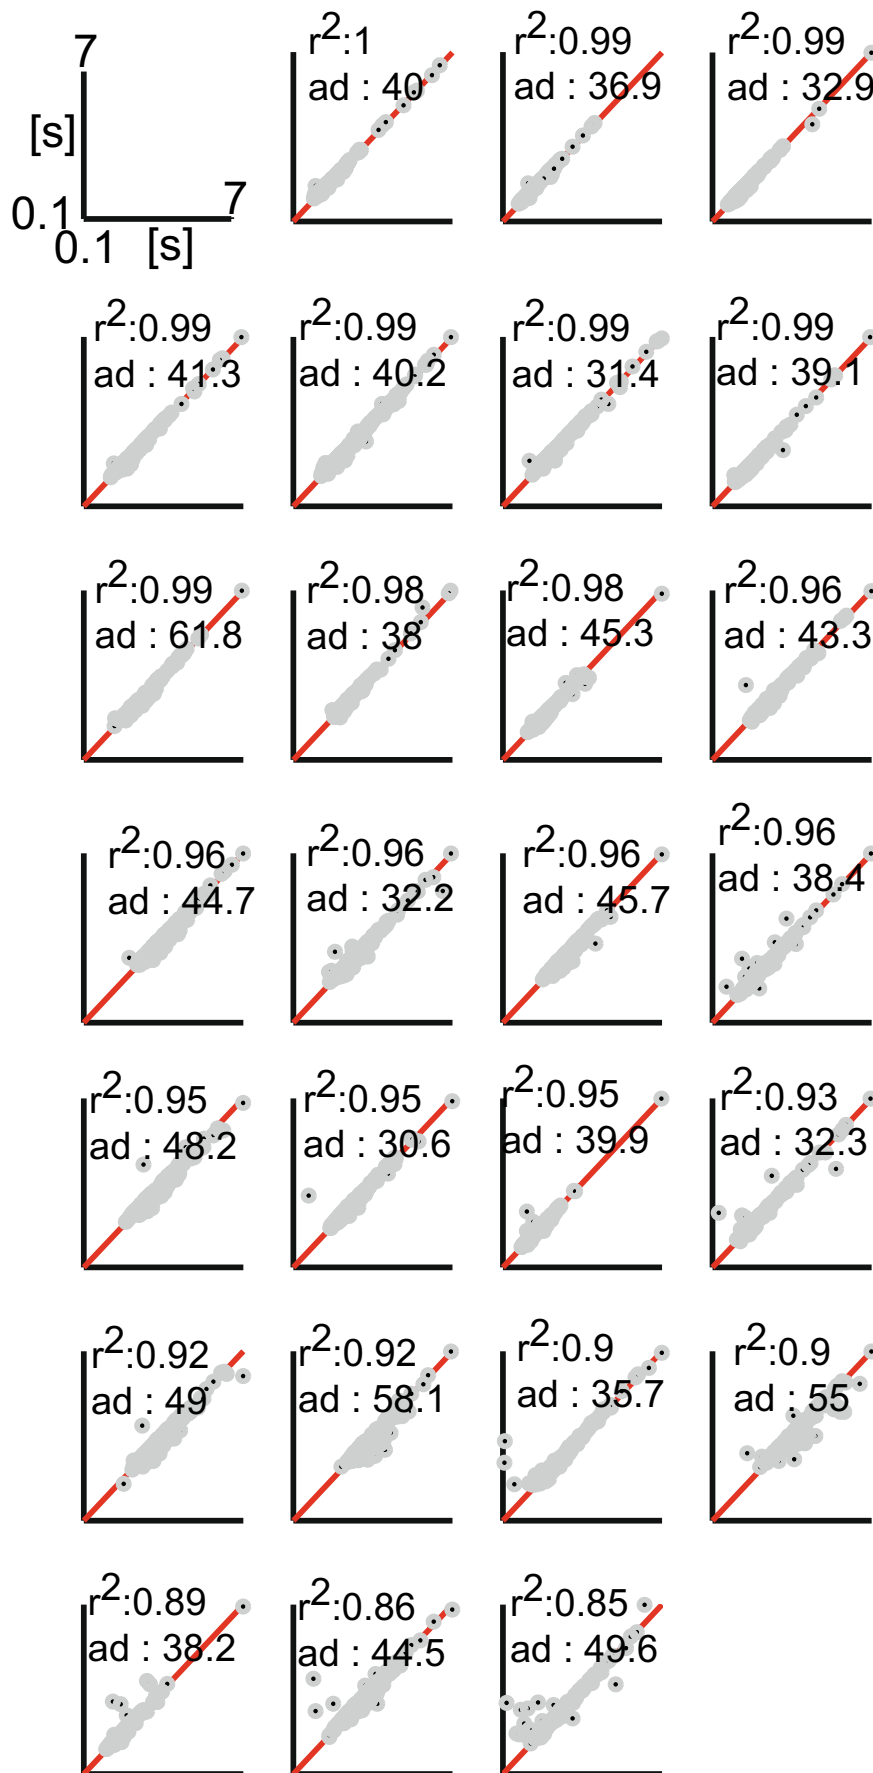 7
[s]
0.1
0.1 [s]
7
r2:1
ad : 40
r2:0.99
ad : 36.9
r2:0.99
ad : 32.9
r2:0.99
ad : 41.3
r2:0.99
ad : 40.2
r2:0.99
ad : 31.4
r2:0.99
ad : 39.1
r2:0.99
ad : 61.8
r2:0.98
ad : 38
r2:0.98
ad : 45.3
r2:0.96
ad : 43.3
r2:0.96
ad : 44.7
r2:0.96
ad : 32.2
r2:0.96
ad : 45.7
r2:0.96
ad : 38.4
r2:0.95
ad : 48.2
r2:0.95
ad : 30.6
r2:0.95
ad : 39.9
r2:0.93
ad : 32.3
r2:0.92
ad : 49
r2:0.92
ad : 58.1
r2:0.9
ad : 35.7
r2:0.9
ad : 55
r2:0.89
ad : 38.2
r2:0.86
ad : 44.5
r2:0.85
ad : 49.6